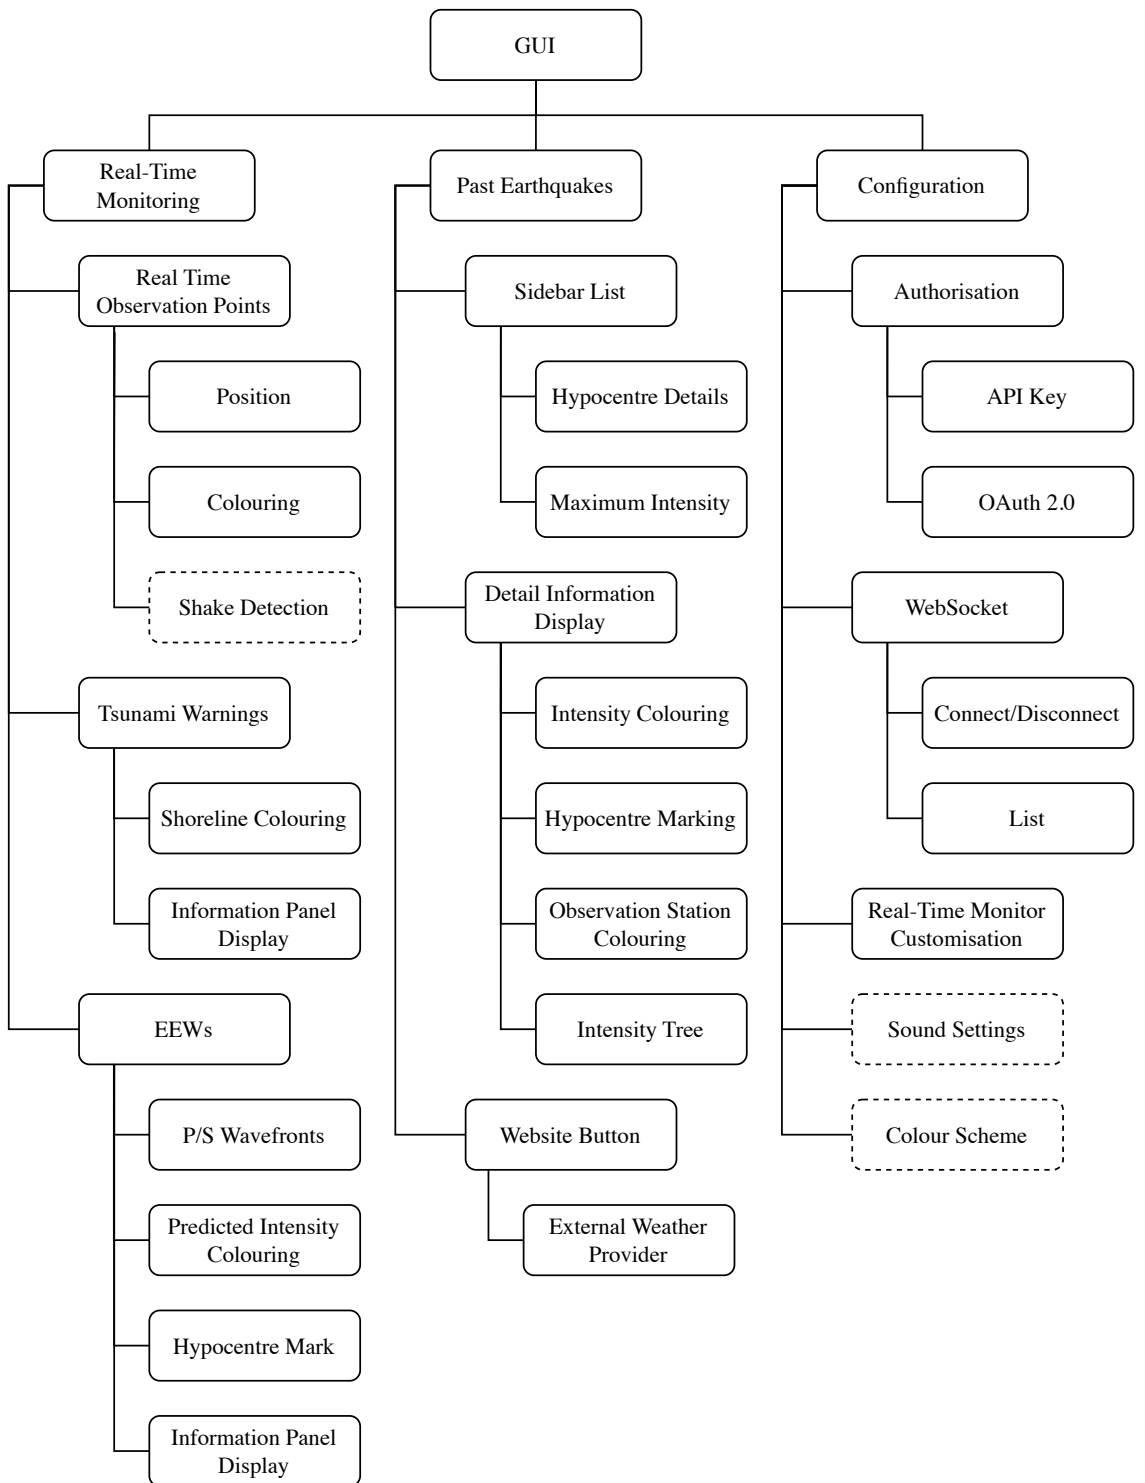 GUI
Real-Time
Monitoring
Real Time
Observation Points
Position
Colouring
Shake Detection
Tsunami Warnings
Shoreline Colouring
Information Panel
Display
EEWs
P/S Wavefronts
Predicted Intensity
Colouring
Hypocentre Mark
Information Panel
Display
Past Earthquakes
Sidebar List
Hypocentre Details
Maximum Intensity
Detail Information
Display
Intensity Colouring
Hypocentre Marking
Observation Station
Colouring
Intensity Tree
Website Button
External Weather
Provider
Configuration
Authorisation
API Key
OAuth 2.0
WebSocket
Connect/Disconnect
List
Real-Time Monitor
Customisation
Sound Settings
Colour Scheme